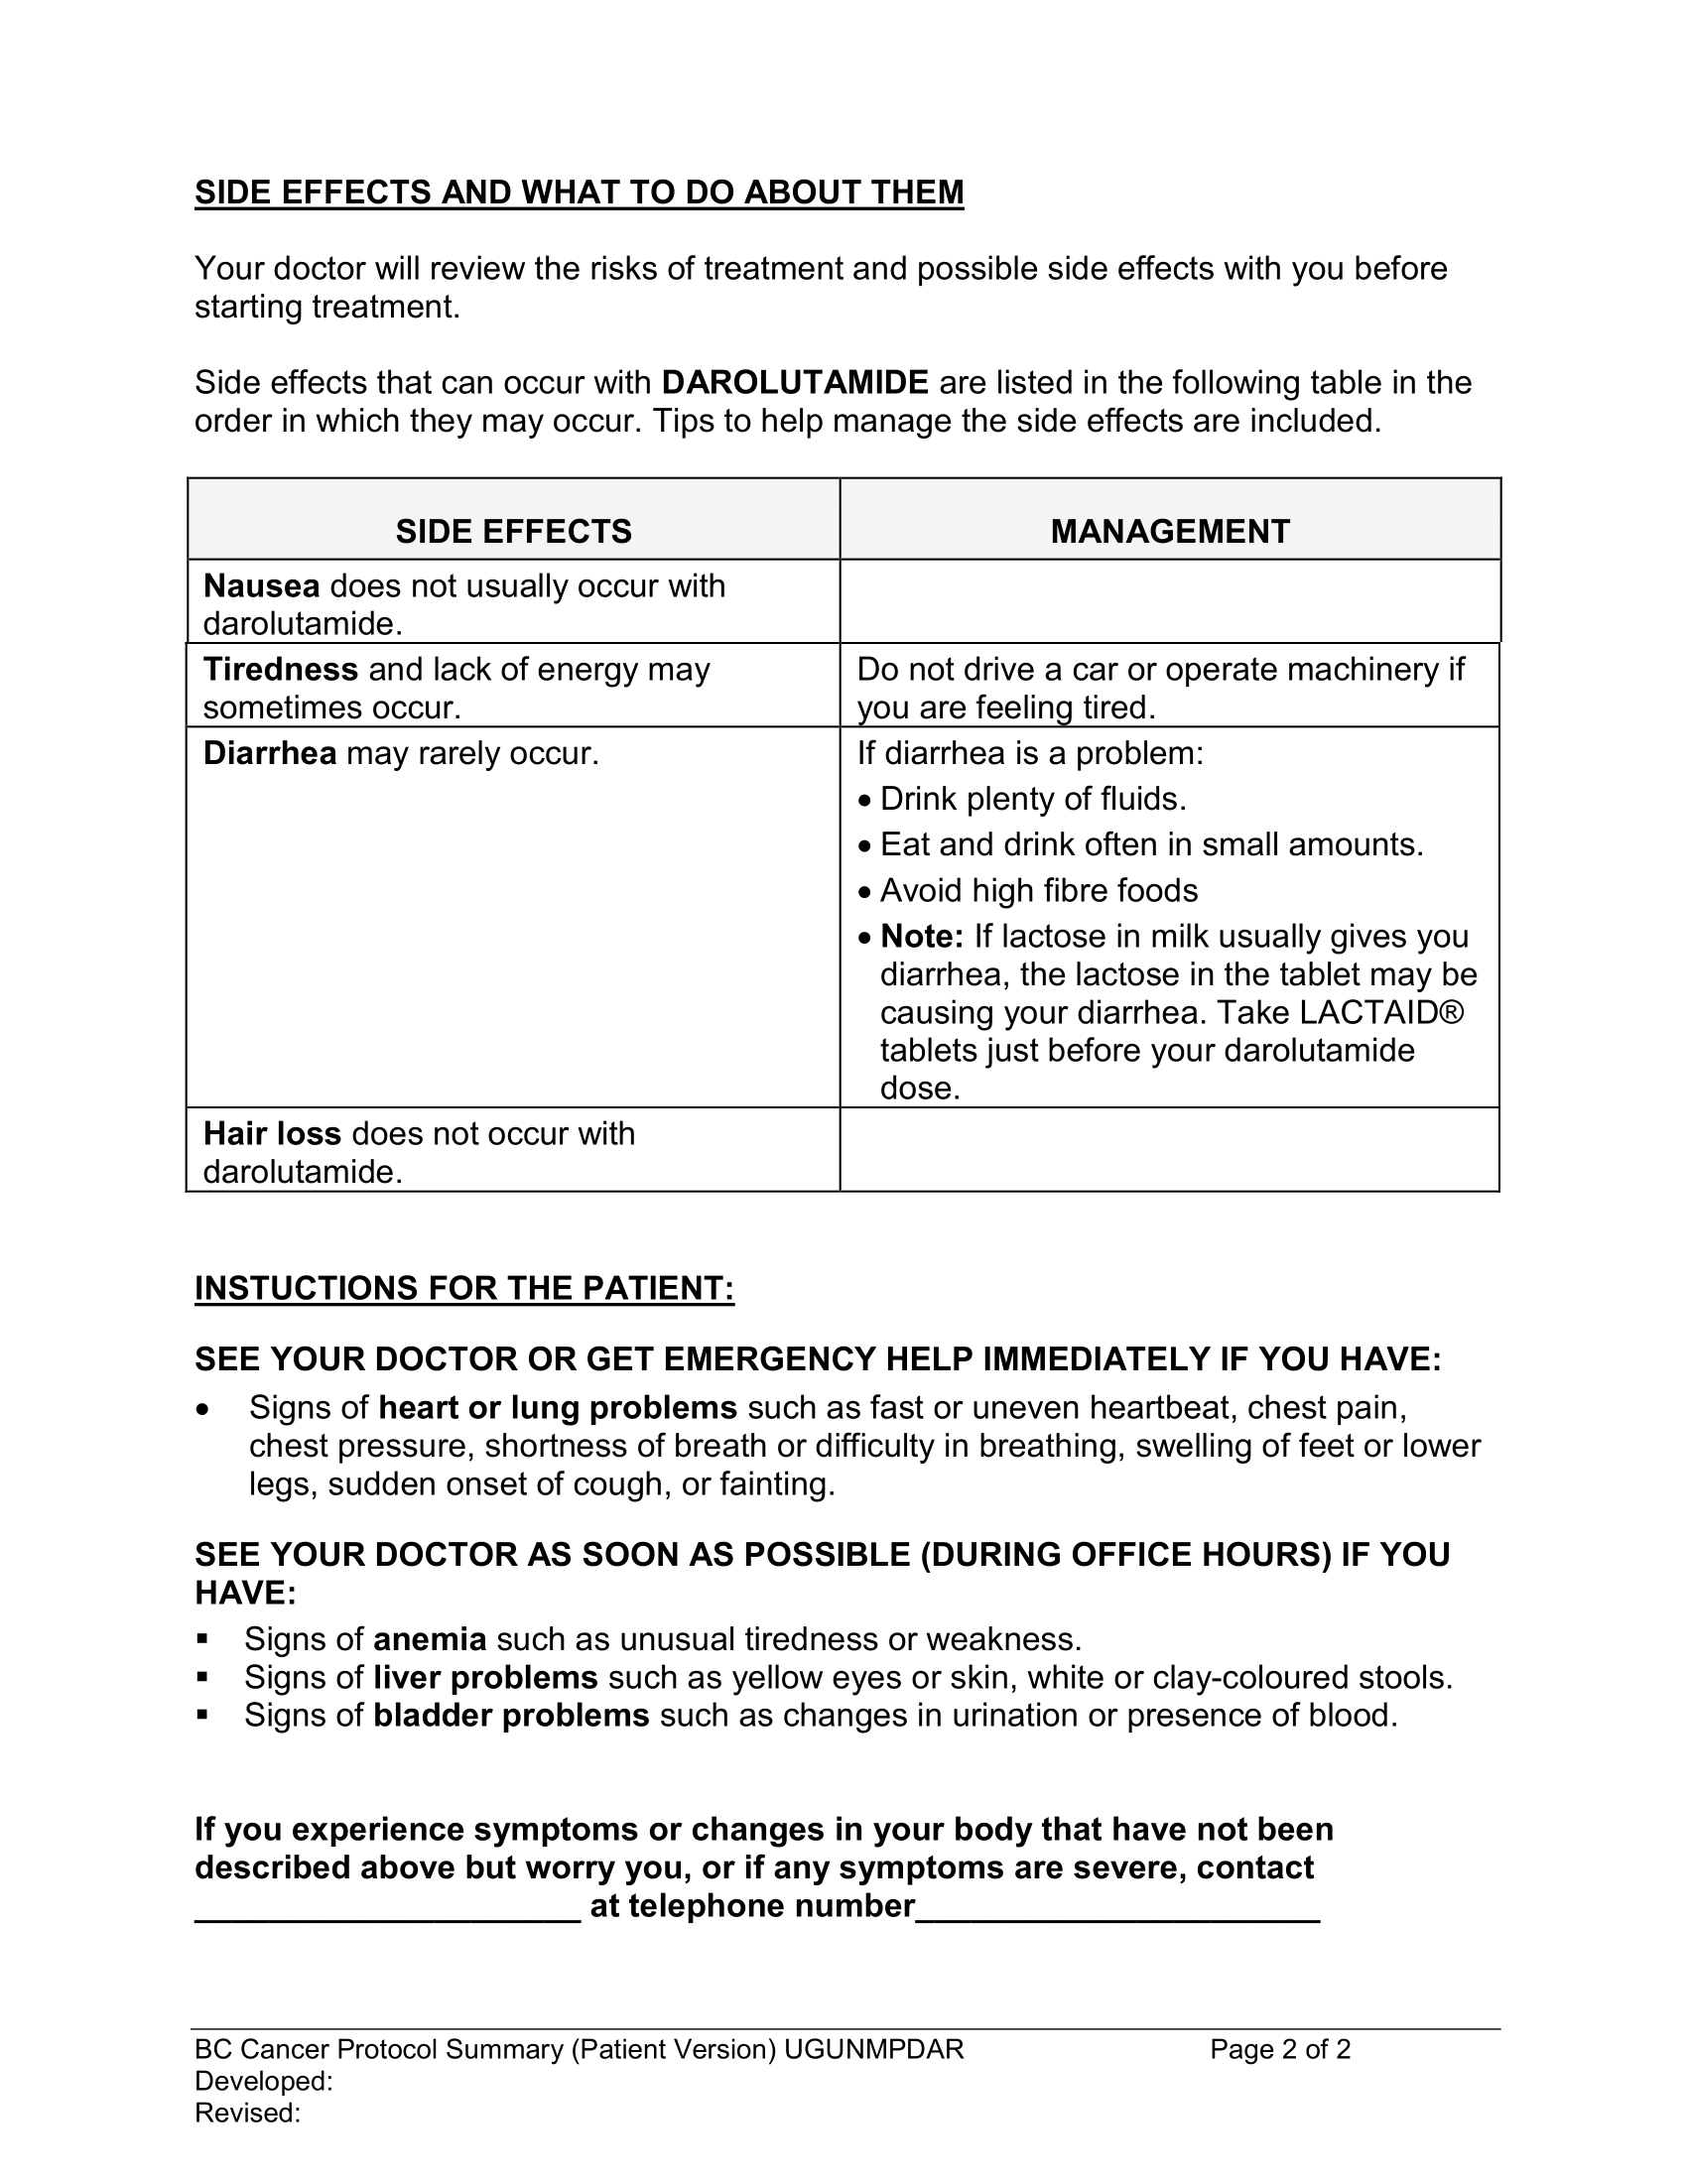 SIDE EFFECTS AND WHAT TO DO ABOUT THEM
Your doctor will review the risks of treatment and possible side effects with you before
starting treatment.
Side effects that can occur with DAROLUTAMIDE are listed in the following table in the
order in which they may occur. Tips to help manage the side effects are included.
SIDE EFFECTS
MANAGEMENT
Nausea does not usually occur with
darolutamide.
Tiredness and lack of energy may
sometimes occur.
Do not drive a car or operate machinery if
you are feeling tired.
Diarrhea may rarely occur.
If diarrhea is a problem:
• Drink plenty of fluids.
• Eat and drink often in small amounts.
• Avoid high fibre foods
• Note: If lactose in milk usually gives you
diarrhea, the lactose in the tablet may be
causing your diarrhea. Take LACTAID®
tablets just before your darolutamide
dose.
Hair loss does not occur with
darolutamide.
INSTUCTIONS FOR THE PATIENT:
SEE YOUR DOCTOR OR GET EMERGENCY HELP IMMEDIATELY IF YOU HAVE:
• Signs of heart or lung problems such as fast or uneven heartbeat, chest pain,
chest pressure, shortness of breath or difficulty in breathing, swelling of feet or lower
legs, sudden onset of cough, or fainting.
SEE YOUR DOCTOR AS SOON AS POSSIBLE (DURING OFFICE HOURS) IF YOU
HAVE:
▪ Signs of anemia such as unusual tiredness or weakness.
▪ Signs of liver problems such as yellow eyes or skin, white or clay-coloured stools.
▪ Signs of bladder problems such as changes in urination or presence of blood.
If you experience symptoms or changes in your body that have not been
described above but worry you, or if any symptoms are severe, contact
_____________________ at telephone number______________________
BC Cancer Protocol Summary (Patient Version) UGUNMPDAR Page 2 of 2
Developed:
Revised: